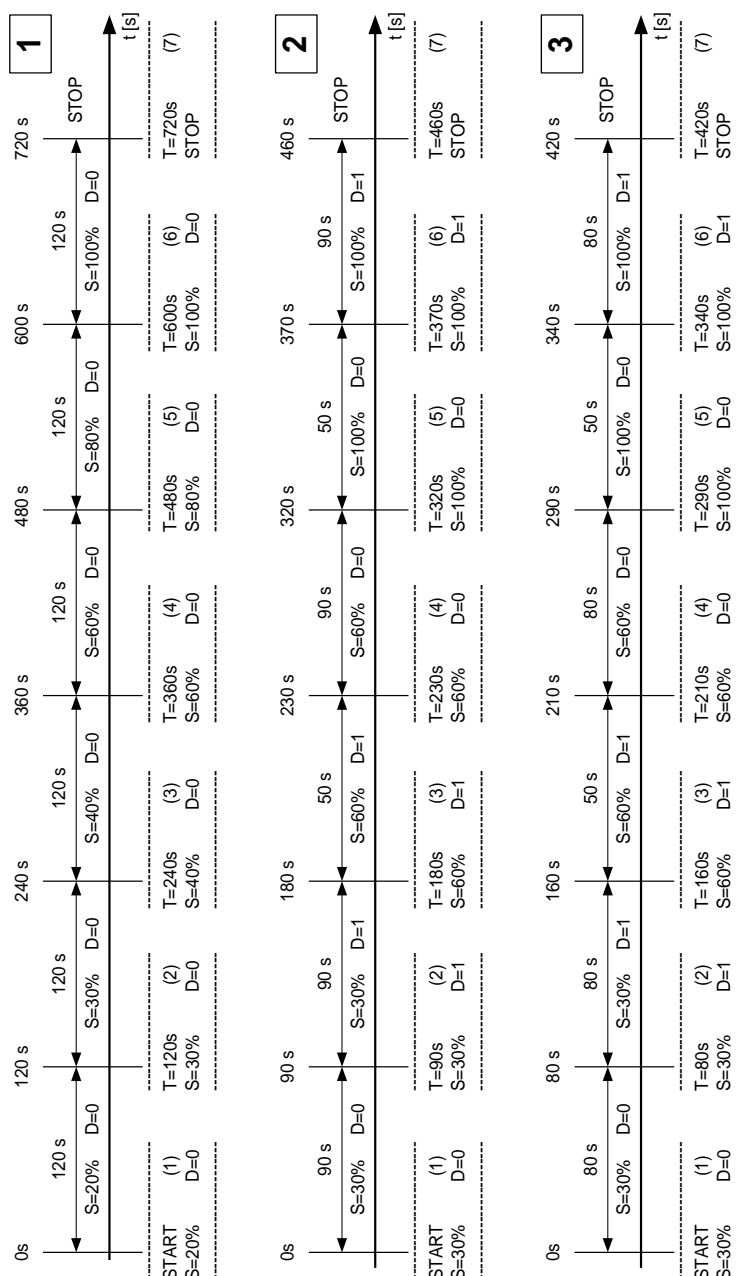 1
0s 120 s 240 s 360 s 480 s 600 s 720 s
120 s 120 s 120 s 120 s 120 s 120 s STOP
S=20% D=0 S=30% D=0 S=40% D=0 S=60% D=0 S=80% D=0 S=100% D=0
t [s]
START (1) T=120s (2) T=240s (3) T=360s (4) T=480s (5) T=600s (6) T=720s (7)
S=20% D=0 S=30% D=0 S=40% D=0 S=60% D=0 S=80% D=0 S=100% D=0 STOP
2
0s 90 s 180 s 230 s 320 s 370 s 460 s
90 s 90 s 50 s 90 s 50 s 90 s STOP
S=30% D=0 S=30% D=1 S=60% D=1 S=60% D=0 S=100% D=0 S=100% D=1
t [s]
START (1) T=90s (2) T=180s (3) T=230s (4) T=320s (5) T=370s (6) T=460s (7)
S=30% D=0 S=30% D=1 S=60% D=1 S=60% D=0 S=100% D=0 S=100% D=1 STOP
3
0s 80 s 160 s 210 s 290 s 340 s 420 s
80 s 80 s 50 s 80 s 50 s 80 s STOP
S=30% D=0 S=30% D=1 S=60% D=1 S=60% D=0 S=100% D=0 S=100% D=1
t [s]
START (1) T=80s (2) T=160s (3) T=210s (4) T=290s (5) T=340s (6) T=420s (7)
S=30% D=0 S=30% D=1 S=60% D=1 S=60% D=0 S=100% D=0 S=100% D=1 STOP